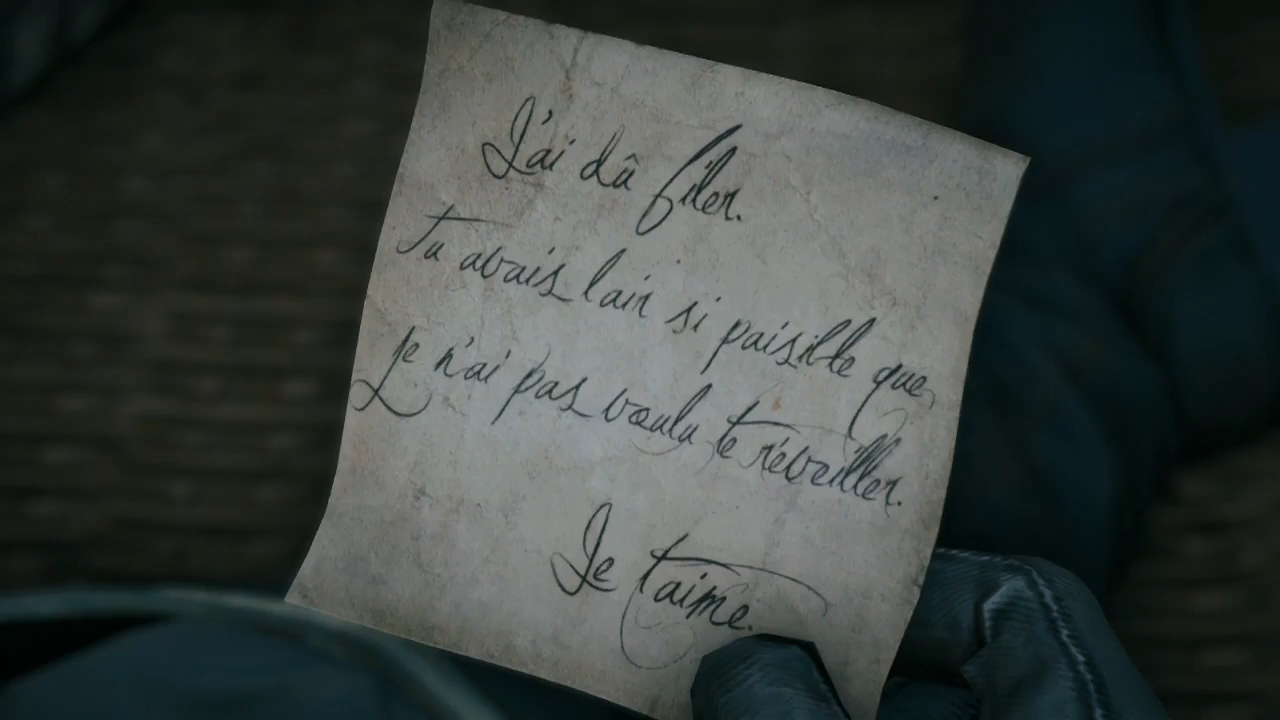 J'ai dû filer.
Tu avais lair si paisible que
je n'ai pas voulu te réveiller.
Je taime.